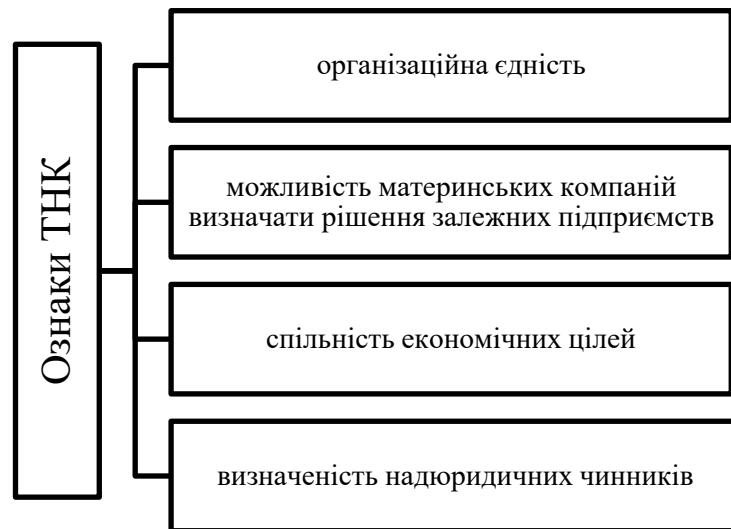 Ознаки ТНК
організаційна єдність
можливість материнських компаній
визначати рішення залежних підприємств
спільність економічних цілей
визначеність надюридичних чинників